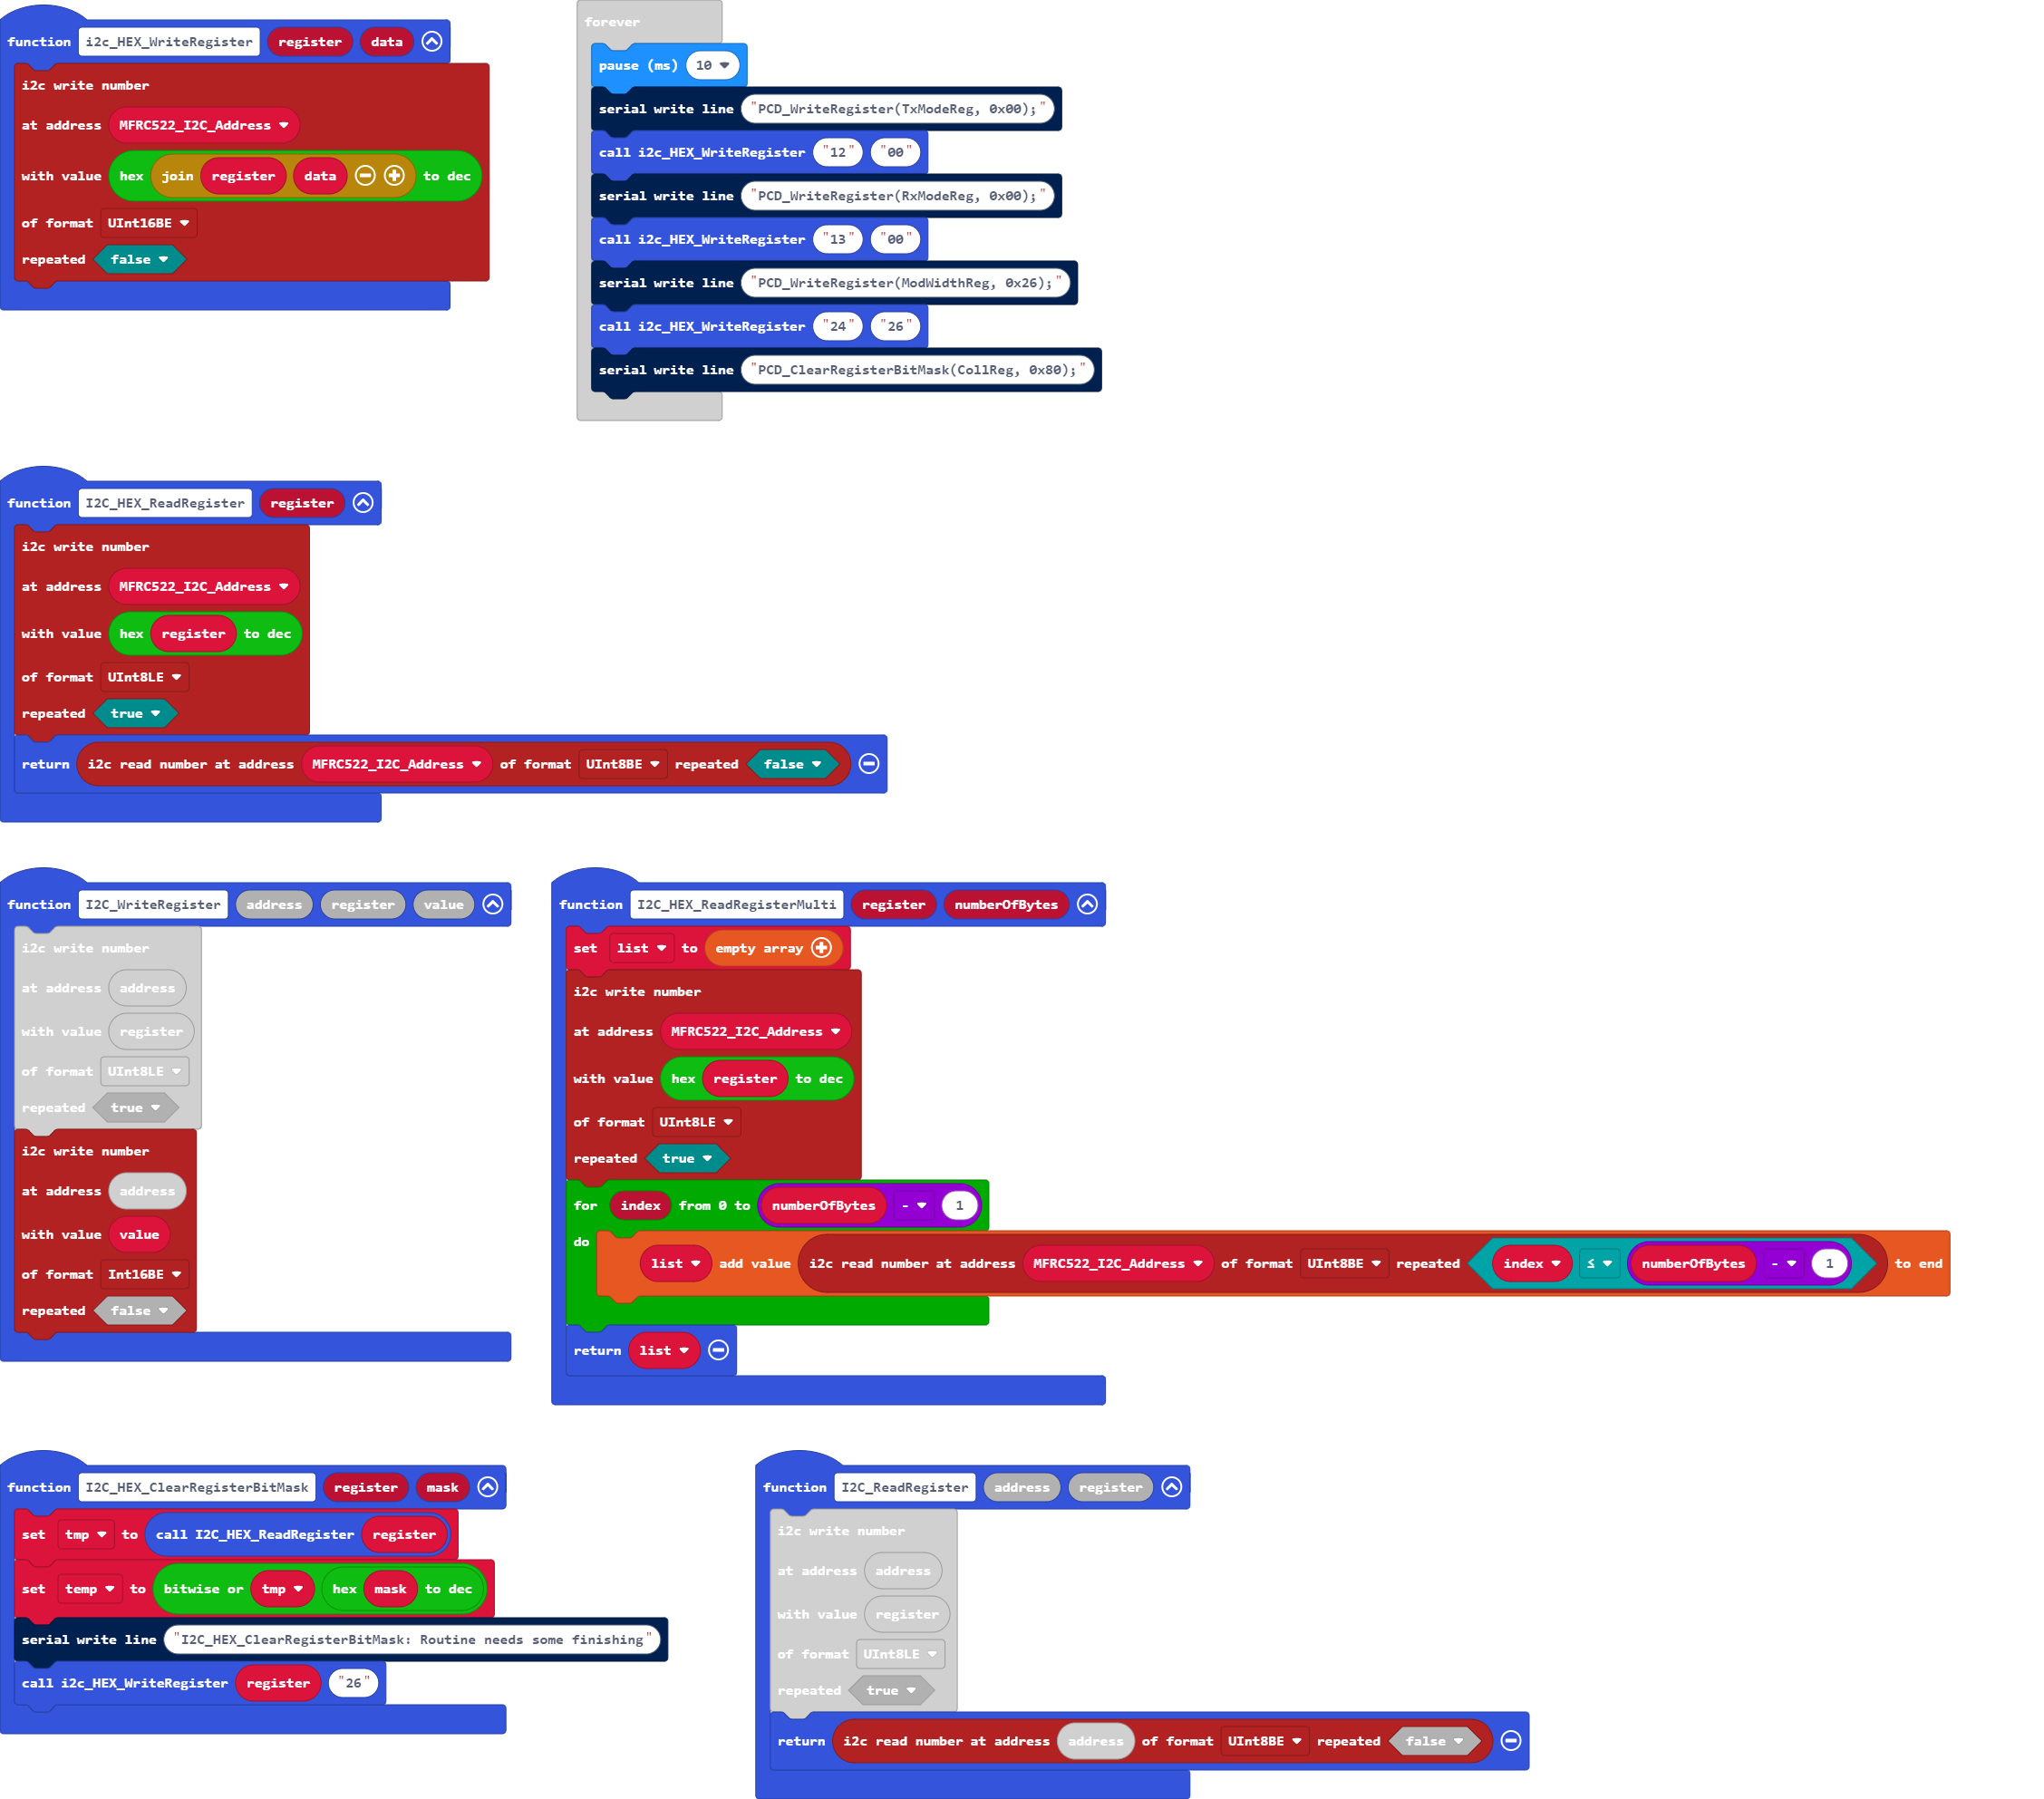 function i2c_HEX_WriteRegister register data
i2c write number
at address MFRC522_I2C_Address
with value hex join register data to dec
of format UInt16BE
repeated false
forever
pause (ms) 10
serial write line "PCD_WriteRegister(TxModeReg, 0x00);"
call i2c_HEX_WriteRegister "12" "00"
serial write line "PCD_WriteRegister(RxModeReg, 0x00);"
call i2c_HEX_WriteRegister "13" "00"
serial write line "PCD_WriteRegister(ModWidthReg, 0x26);"
call i2c_HEX_WriteRegister "24" "26"
serial write line "PCD_ClearRegisterBitMask(CollReg, 0x80);"
function I2C_HEX_ReadRegister register
i2c write number
at address MFRC522_I2C_Address
with value hex register to dec
of format UInt8LE
repeated true
return i2c read number at address MFRC522_I2C_Address of format UInt8BE repeated false
function I2C_WriteRegister address register value
i2c write number
at address address
with value register
of format UInt8LE
repeated true
i2c write number
at address address
with value value
of format Int16BE
repeated false
function I2C_HEX_ReadRegisterMulti register numberOfBytes
set list to empty array
i2c write number
at address MFRC522_I2C_Address
with value hex register to dec
of format UInt8LE
repeated true
for index from 0 to numberOfBytes - 1
do list add value i2c read number at address MFRC522_I2C_Address of format UInt8BE repeated index ≤ numberOfBytes - 1 to end
return list
function I2C_HEX_ClearRegisterBitMask register mask
set tmp to call I2C_HEX_ReadRegister register
set temp to bitwise or tmp hex mask to dec
serial write line "I2C_HEX_ClearRegisterBitMask: Routine needs some finishing"
call i2c_HEX_WriteRegister register "26"
function I2C_ReadRegister address register
i2c write number
at address address
with value register
of format UInt8LE
repeated true
return i2c read number at address address of format UInt8BE repeated false